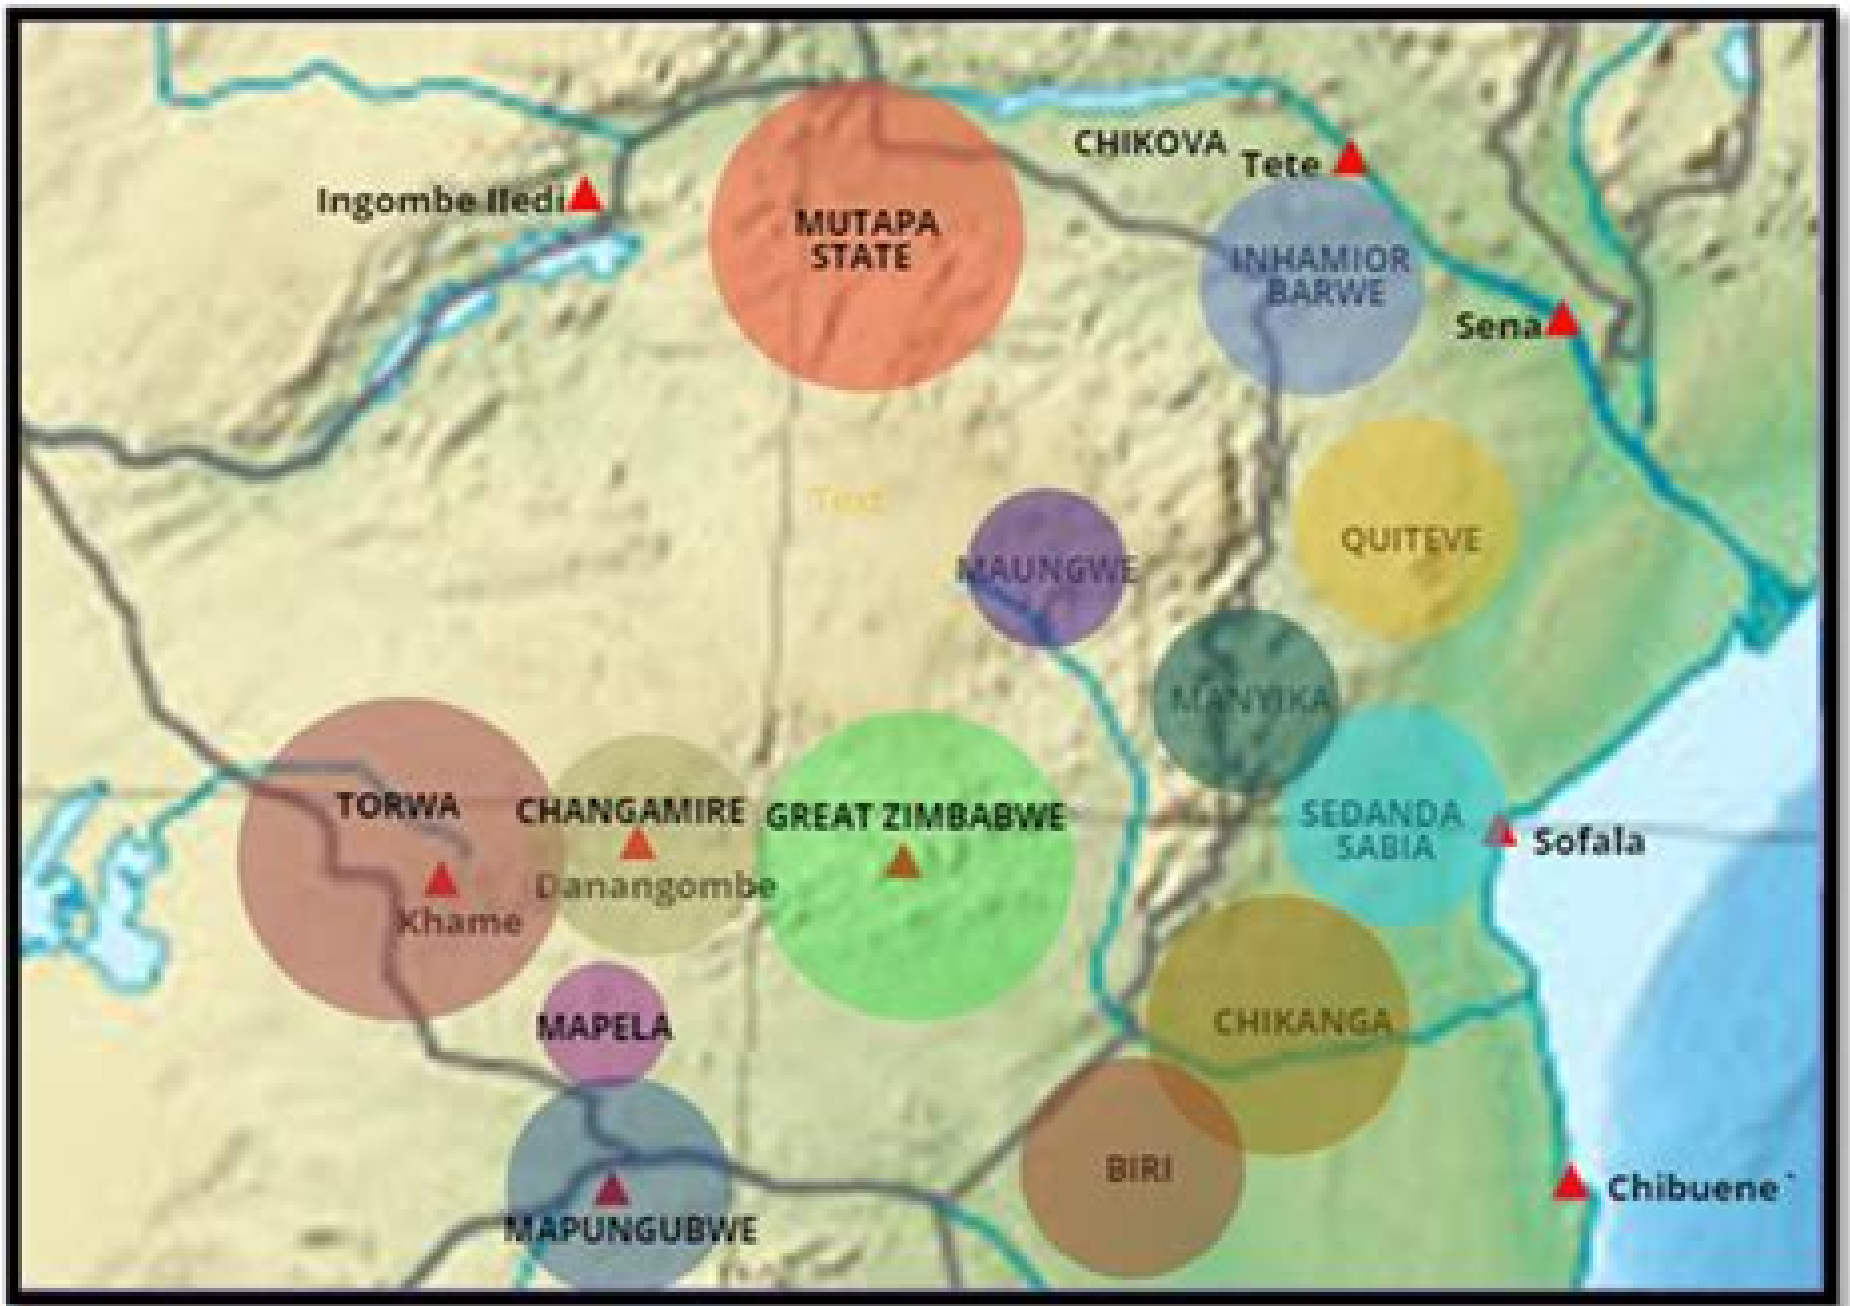 CHIKOVA
Tete
Ingombe Iledi
MUTAPA
STATE
INHAMIOR
BARWE
Sena
Text
MAUNGWE
QUITEVE
MANYIKA
TORWA
CHANGAMIRE
GREAT ZIMBABWE
SEDANDA
SABIA
Sofala
Danangombe
Khame
MAPELA
CHIKANGA
BIRI
Chibuene
MAPUNGUBWE